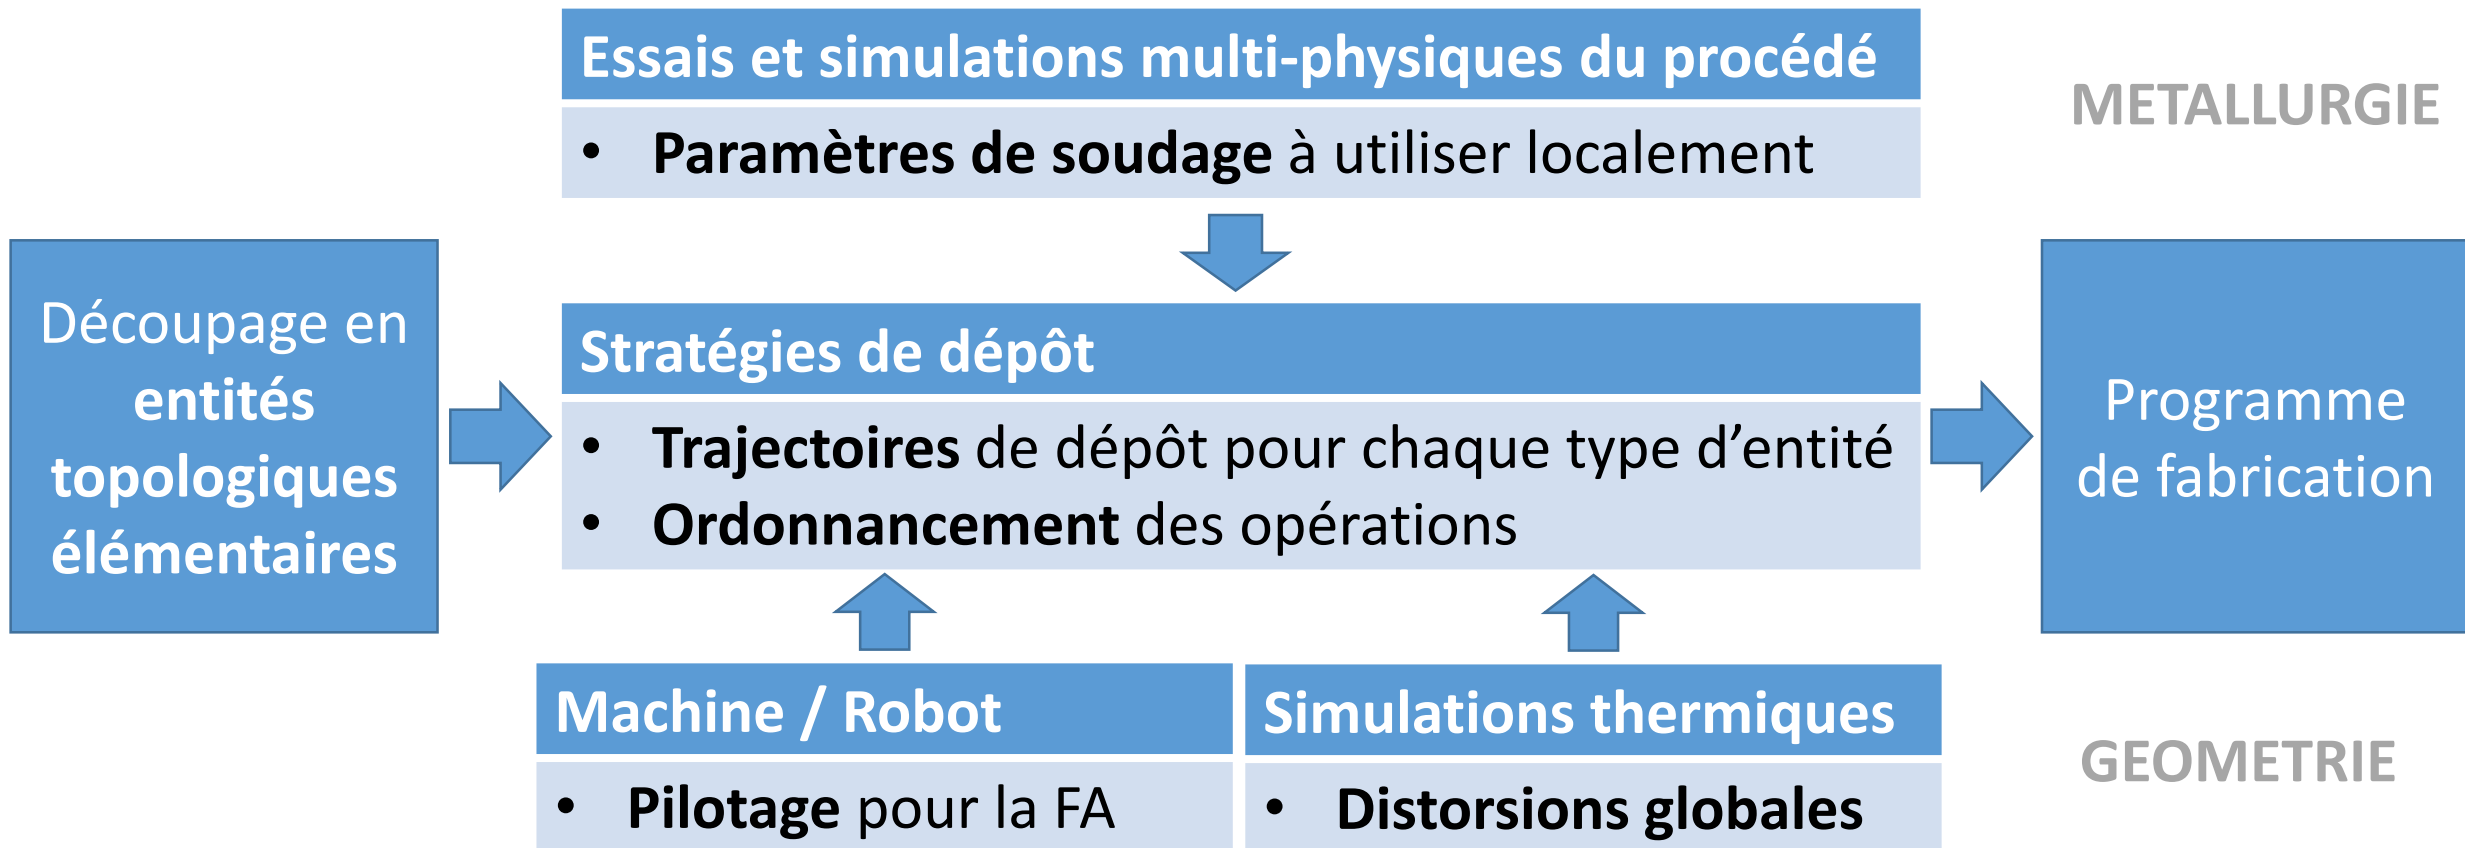 Essais et simulations multi-physiques du procédé
METALLURGIE
• Paramètres de soudage à utiliser localement
Découpage en
entités
topologiques
élémentaires
Stratégies de dépôt
• Trajectoires de dépôt pour chaque type d’entité
• Ordonnancement des opérations
Programme
de fabrication
Machine / Robot
• Pilotage pour la FA
Simulations thermiques
• Distorsions globales
GEOMETRIE